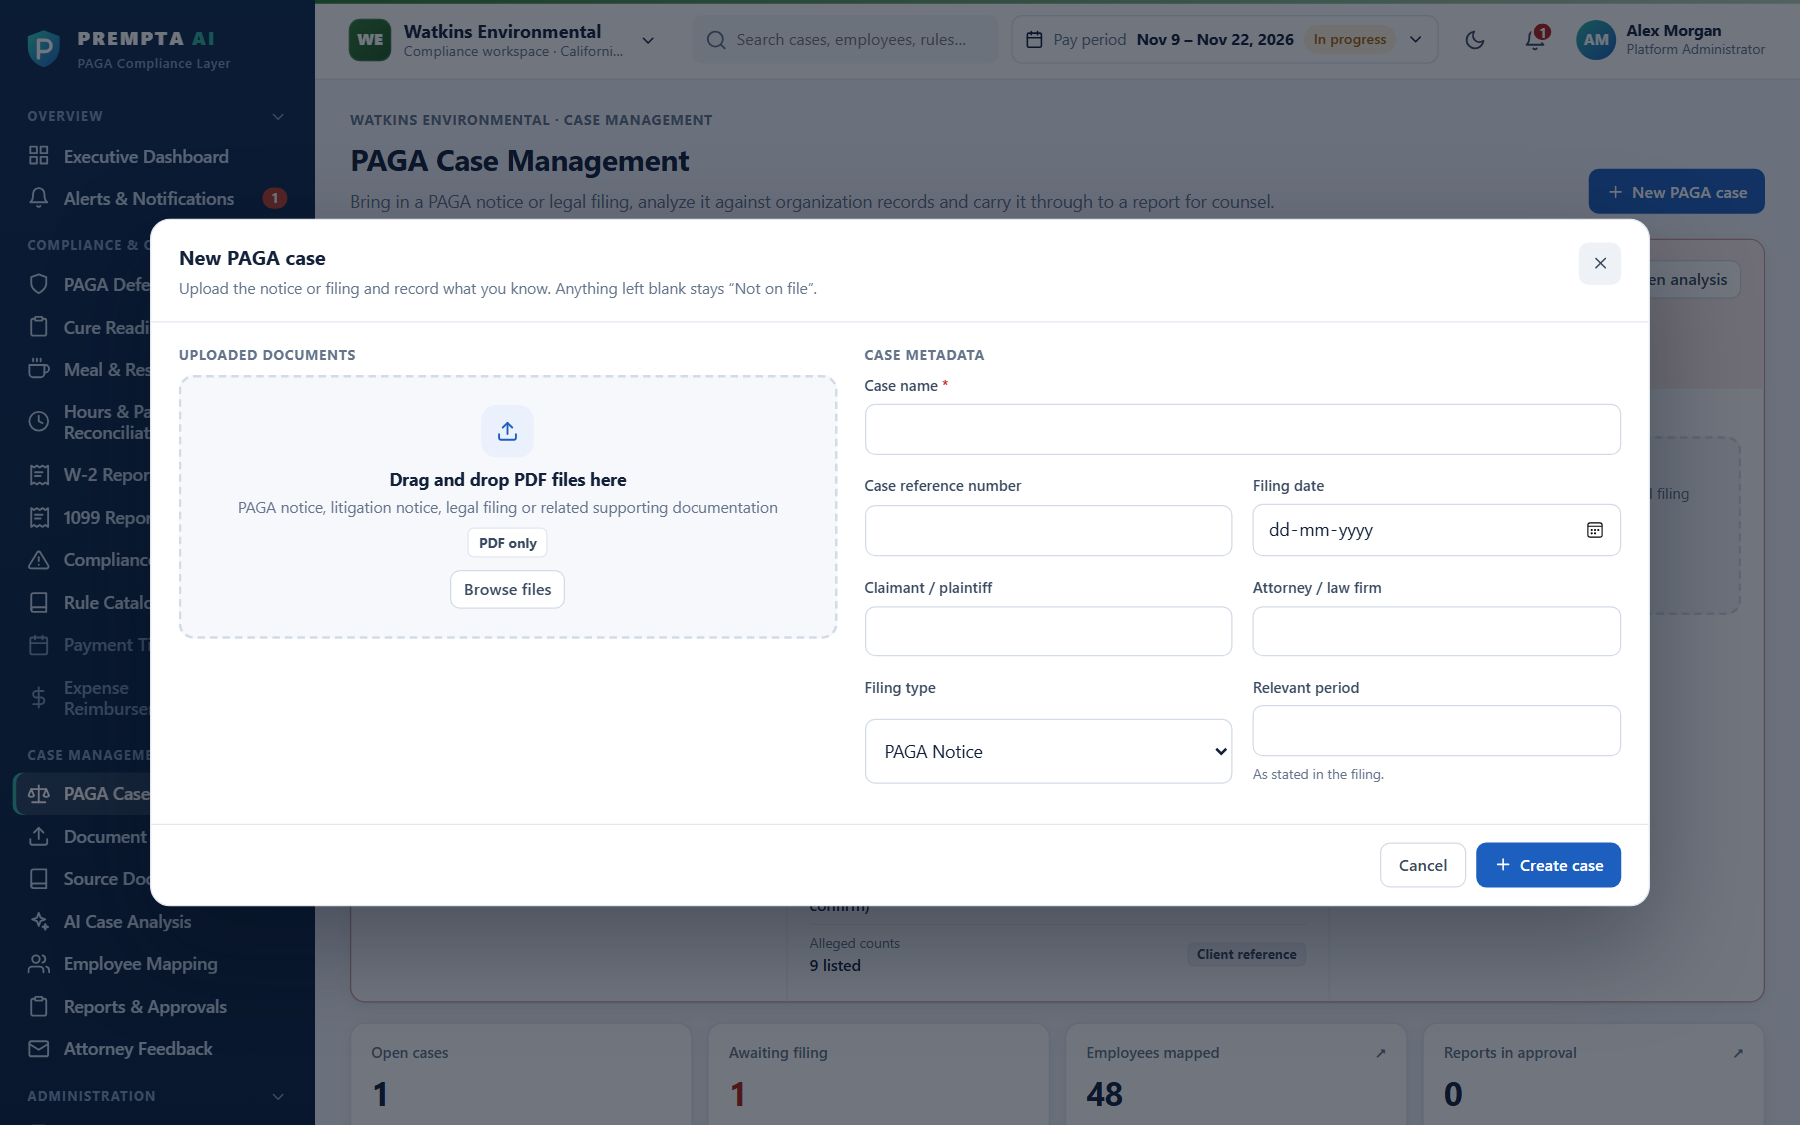 PREMPTA AI
PAGA Compliance Layer
OVERVIEW
Executive Dashboard
Alerts & Notifications
1
COMPLIANCE &
PAGA Defe
Cure Readi
Meal & Res
Hours & Pa
Reconciliat
W-2 Repor
1099 Repor
Compliance
Rule Catalo
Payment Ti
Expense
Reimburse
CASE MANAGEME
PAGA Case
Document
Source Doc
AI Case Analysis
Employee Mapping
Reports & Approvals
Attorney Feedback
ADMINISTRATION
WE
Watkins Environmental
Compliance workspace · Californi...
Search cases, employees, rules...
Pay period Nov 9 – Nov 22, 2026 In progress
1
AM
Alex Morgan
Platform Administrator
WATKINS ENVIRONMENTAL · CASE MANAGEMENT
PAGA Case Management
Bring in a PAGA notice or legal filing, analyze it against organization records and carry it through to a report for counsel.
New PAGA case
en analysis
filing
New PAGA case
Upload the notice or filing and record what you know. Anything left blank stays “Not on file”.
UPLOADED DOCUMENTS
Drag and drop PDF files here
PAGA notice, litigation notice, legal filing or related supporting documentation
PDF only
Browse files
CASE METADATA
Case name *
Case reference number
Filing date
dd-mm-yyyy
Claimant / plaintiff
Attorney / law firm
Filing type
PAGA Notice
Relevant period
As stated in the filing.
Cancel
Create case
confirm)
Alleged counts
9 listed
Client reference
Open cases
1
Awaiting filing
1
Employees mapped
48
Reports in approval
0